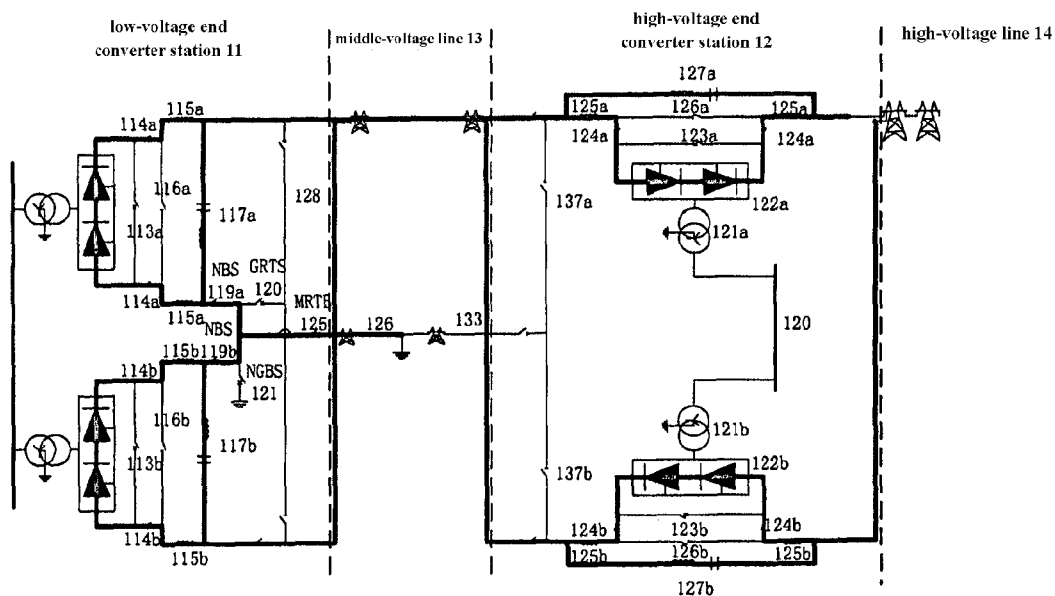 low-voltage end
converter station 11
middle-voltage line 13
high-voltage end
converter station 12
high-voltage line 14
127a
115a
125a
126a
125a
114a
124a
123a
124a
116a
128
137a
122a
117a
113a
121a
NBS
GRTS
119a
120
114a
115a
MRTB
NBS
125
126
133
120
115b
119b
114b
NGBS
121
116b
121b
117b
113b
137b
122b
114b
124b
123b
124b
115b
125b
126b
125b
127b